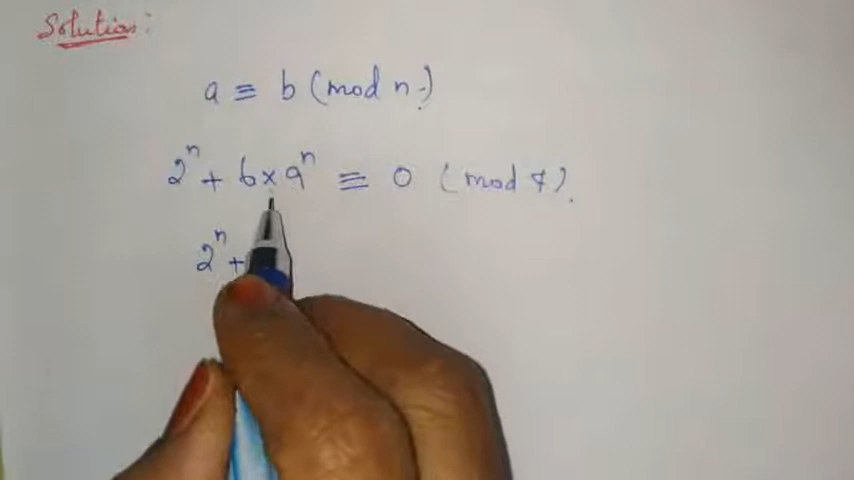 Solution:
a ≡ b (mod n.)
2ⁿ + 6 × 9ⁿ ≡ 0 (mod 7).
2ⁿ +